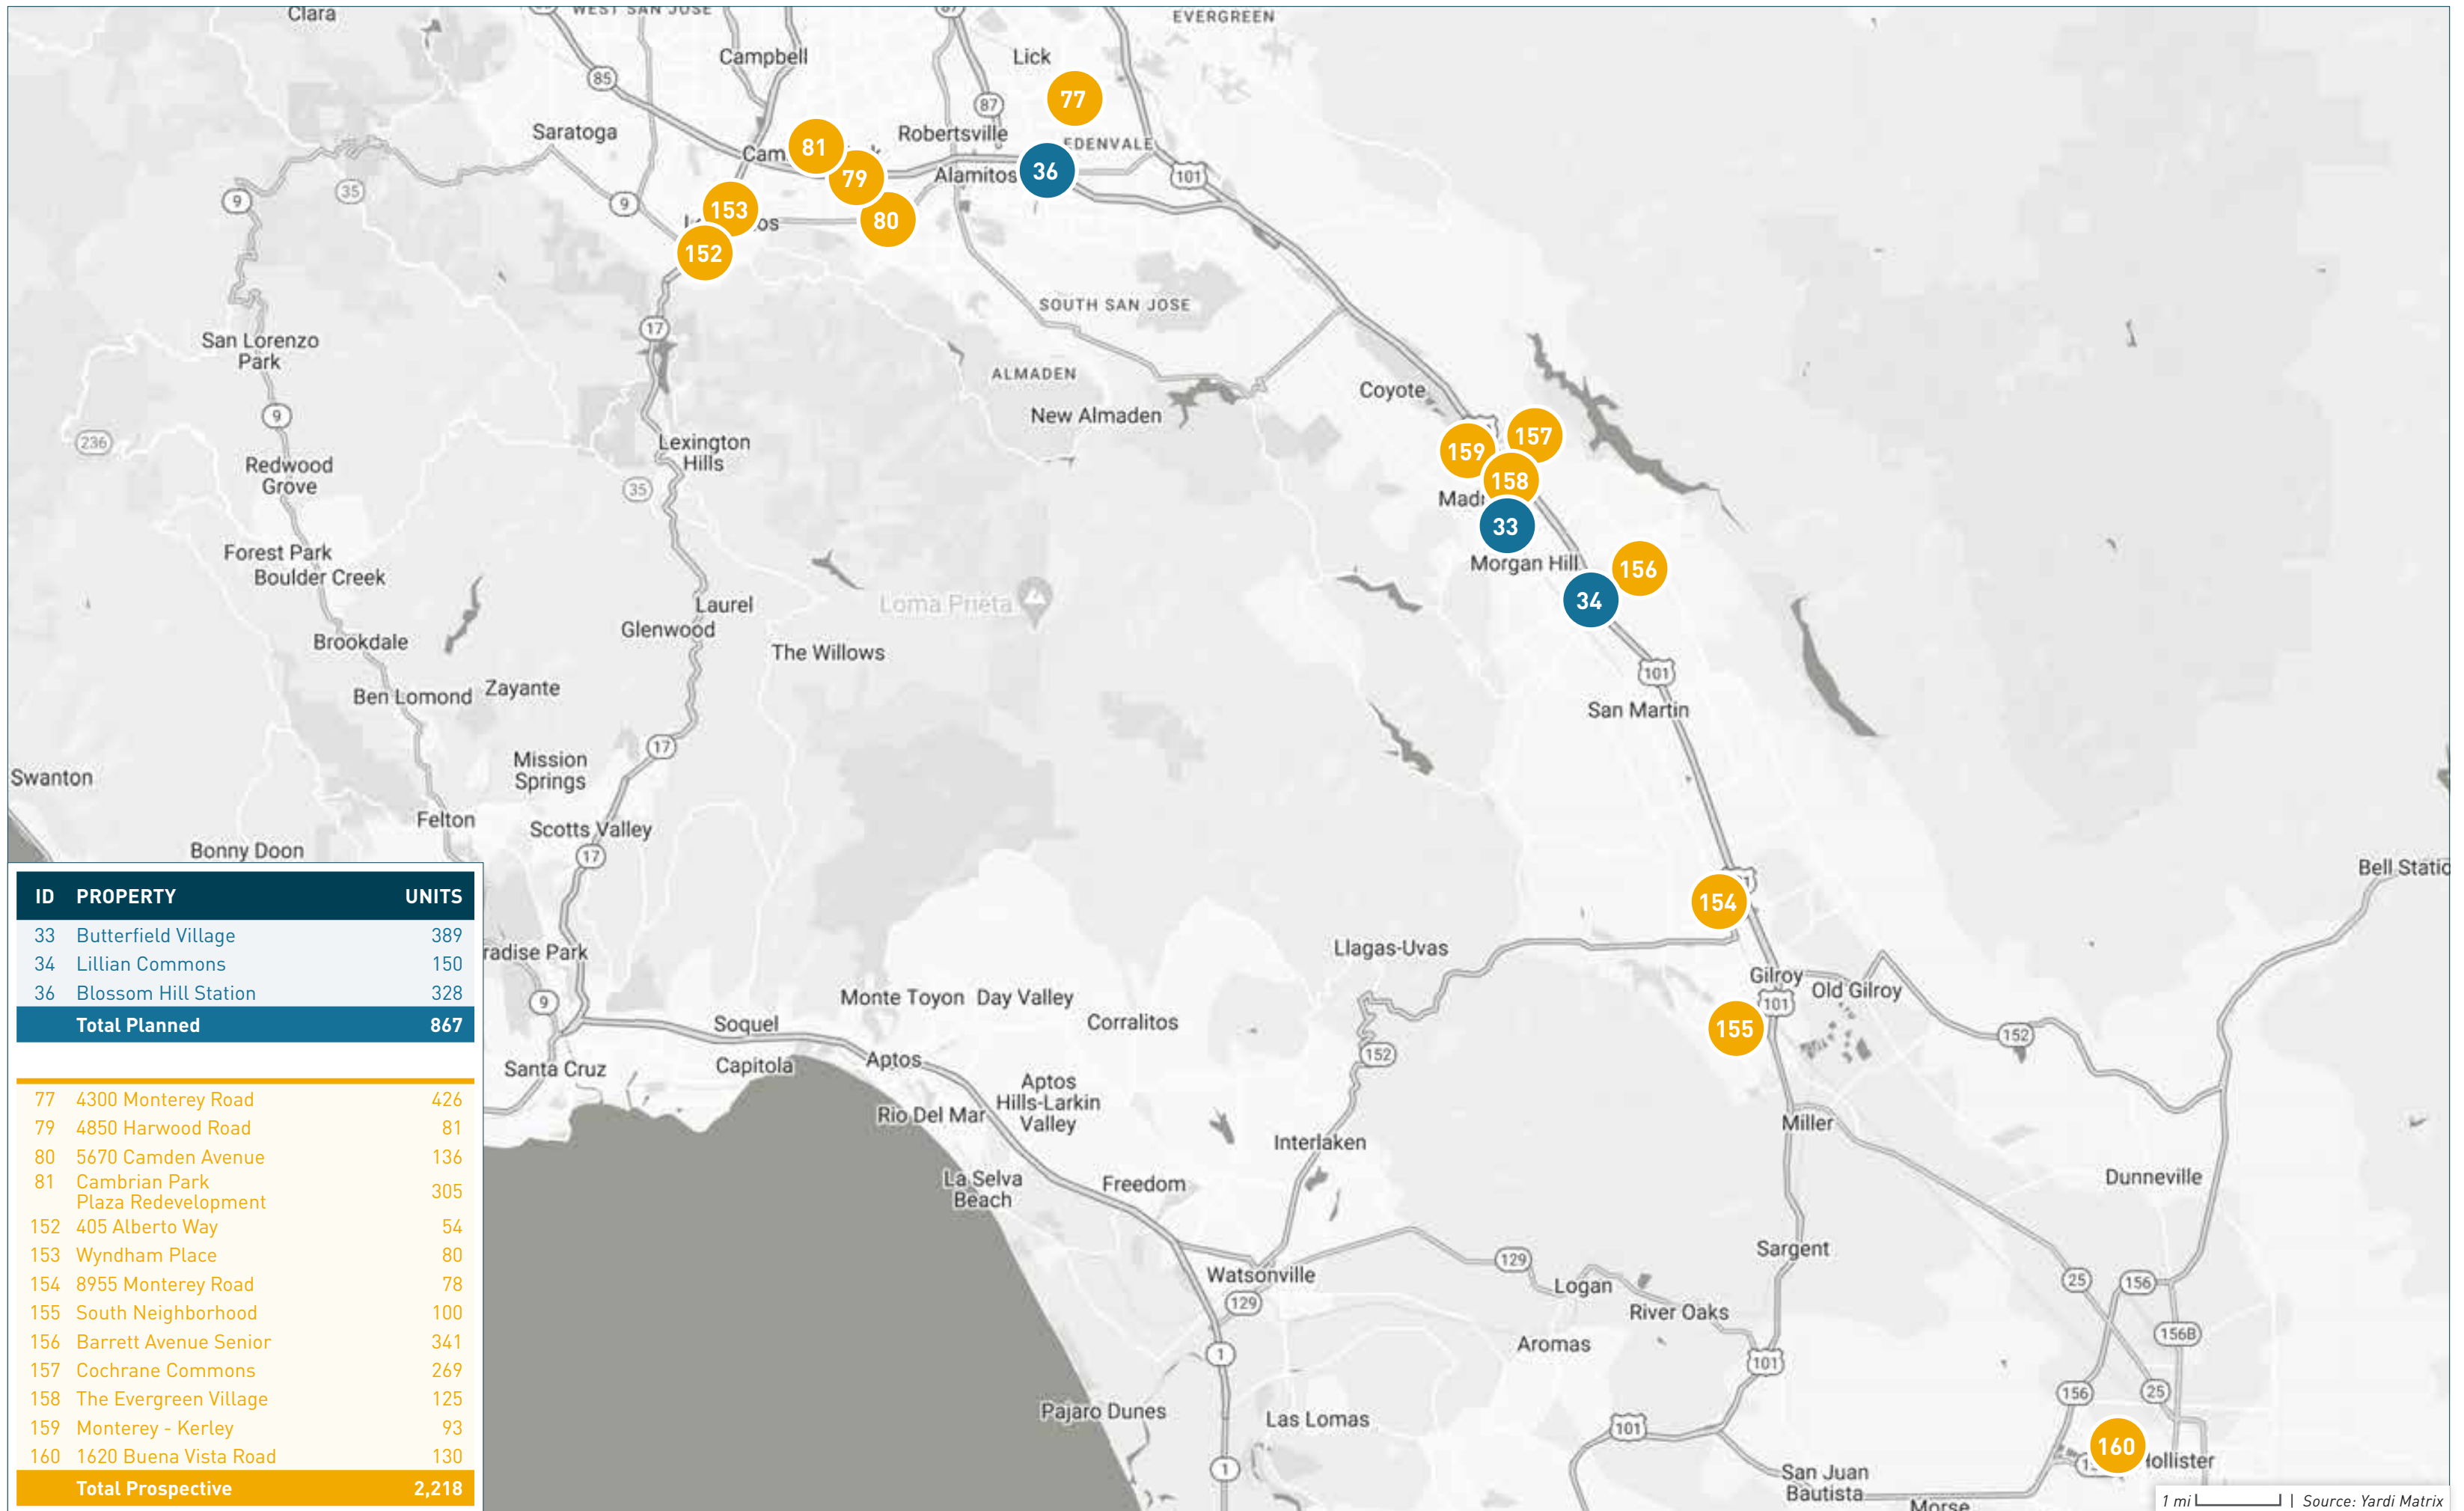 Clara
WEST SAN JOSE
87
EVERGREEN
Campbell
Lick
85
77
87
Saratoga
81
Robertsville
EDENVALE
Cam
79
Alamitos
36
101
35
9
9
153
80
os
152
SOUTH SAN JOSE
17
San Lorenzo
Park
ALMADEN
Coyote
9
New Almaden
236
Lexington
Hills
159
157
158
Redwood
Grove
35
Mad
33
Forest Park
Boulder Creek
Morgan Hill
156
34
Laurel
Loma Prieta
Glenwood
Brookdale
The Willows
101
Ben Lomond
Zayante
San Martin
17
Mission
Springs
Swanton
Felton
Scotts Valley
Bonny Doon
17
Bell Statio
154
radise Park
Llagas-Uvas
Gilroy
Old Gilroy
9
Monte Toyon
Day Valley
101
Corralitos
Soquel
155
152
152
Santa Cruz
Capitola
Aptos
Aptos
Hills-Larkin
Valley
Rio Del Mar
Miller
Interlaken
La Selva
Beach
Freedom
Dunneville
Sargent
129
Watsonville
Logan
25
156
129
River Oaks
156B
Aromas
1
101
156
25
Pajaro Dunes
Las Lomas
101
160
Hollister
1
San Juan
Bautista
Morse
ID PROPERTY UNITS
33 Butterfield Village 389
34 Lillian Commons 150
36 Blossom Hill Station 328
Total Planned 867
77 4300 Monterey Road 426
79 4850 Harwood Road 81
80 5670 Camden Avenue 136
81 Cambrian Park
Plaza Redevelopment 305
152 405 Alberto Way 54
153 Wyndham Place 80
154 8955 Monterey Road 78
155 South Neighborhood 100
156 Barrett Avenue Senior 341
157 Cochrane Commons 269
158 The Evergreen Village 125
159 Monterey - Kerley 93
160 1620 Buena Vista Road 130
Total Prospective 2,218
1 mi | Source: Yardi Matrix